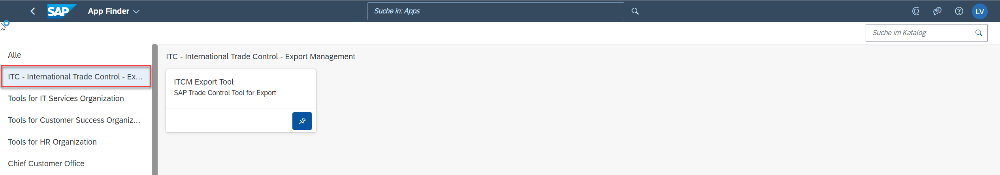 SAP App Finder Suche in: Apps LV
Suche im Katalog
Alle
ITC - International Trade Control - Ex...
Tools for IT Services Organization
Tools for Customer Success Organiz...
Tools for HR Organization
Chief Customer Office
ITC - International Trade Control - Export Management
ITCM Export Tool
SAP Trade Control Tool for Export